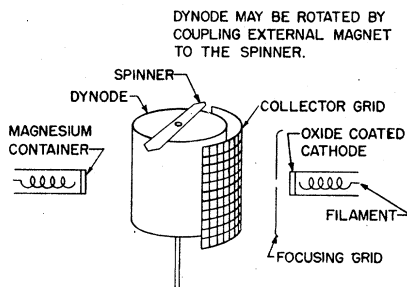 DYNODE MAY BE ROTATED BY
COUPLING EXTERNAL MAGNET
TO THE SPINNER.
SPINNER
DYNODE
COLLECTOR GRID
MAGNESIUM
CONTAINER
OXIDE COATED
CATHODE
FILAMENT
FOCUSING GRID